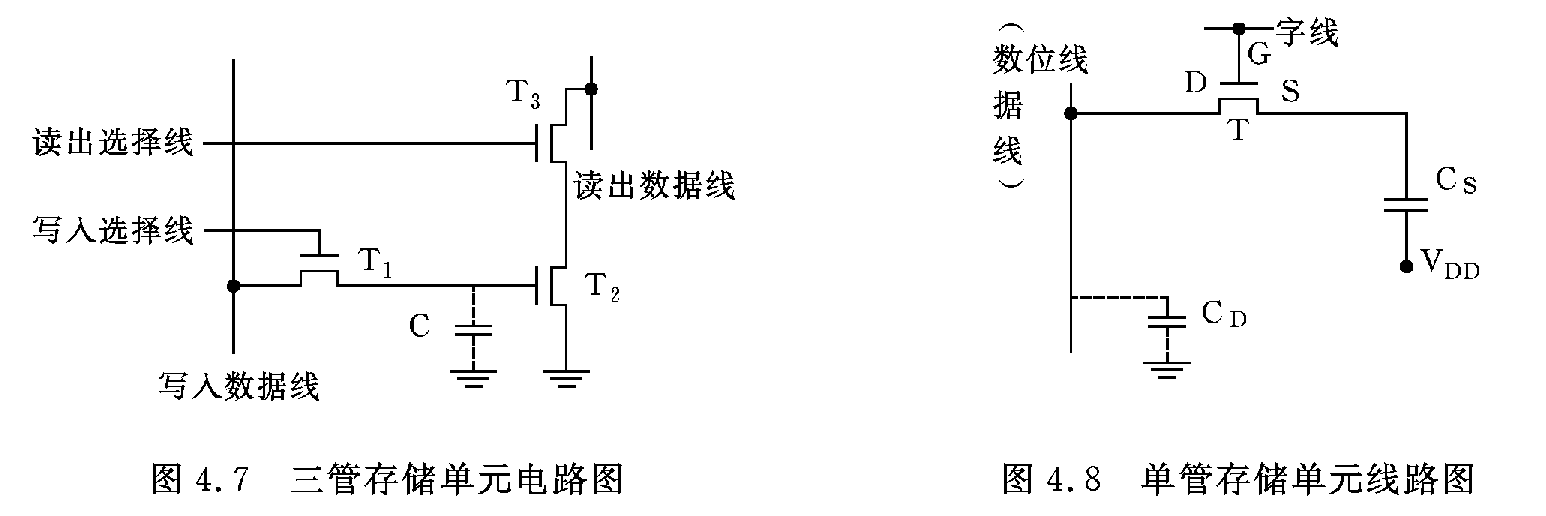 T3
读出选择线
读出数据线
写入选择线
T1
T2
C
写入数据线
图 4.7 三管存储单元电路图
字线
G
数位线
(数据线)
D
S
T
CS
VDD
CD
图 4.8 单管存储单元线路图